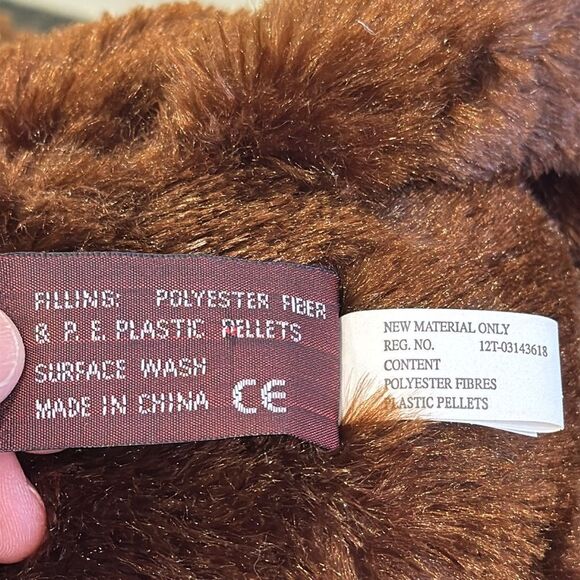 FILLING: POLYESTER FIBER
& P. E. PLASTIC PELLETS
SURFACE WASH
MADE IN CHINA CE
NEW MATERIAL ONLY
REG. NO. 12T-03143618
CONTENT
POLYESTER FIBRES
PLASTIC PELLETS